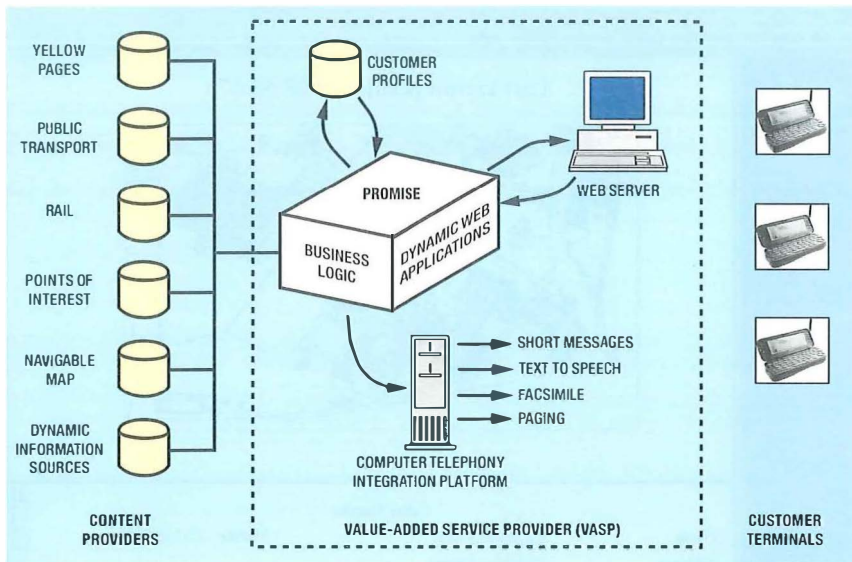 YELLOW
PAGES
PUBLIC
TRANSPORT
RAIL
POINTS OF
INTEREST
NAVIGABLE
MAP
DYNAMIC
INFORMATION
SOURCES
CONTENT
PROVIDERS
CUSTOMER
PROFILES
PROMISE
BUSINESS
LOGIC
DYNAMIC WEB
APPLICATIONS
WEB SERVER
SHORT MESSAGES
TEXT TO SPEECH
FACSIMILE
PAGING
COMPUTER TELEPHONY
INTEGRATION PLATFORM
VALUE-ADDED SERVICE PROVIDER (VASP)
CUSTOMER
TERMINALS